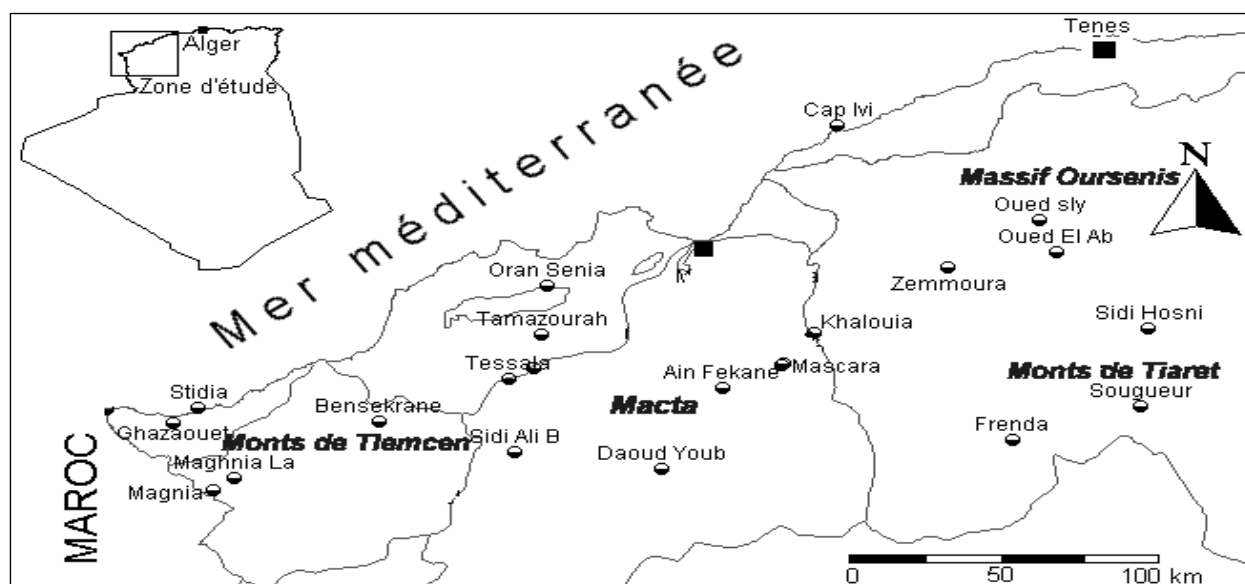 Tenes
Alger
Zone d'étude
Mer méditerranée
Cap Ivi
N
Massif Oursenis
Oued sly
Oued El Ab
Oran Senia
Zemmoura
Tamazourah
Khalouia
Sidi Hosni
Tessala
Ain Fekane
Mascara
Monts de Tiaret
Stidia
Bensekrane
Macta
Sougueur
Ghazaouet
Monts de Tlemcen
Sidi Ali B
Frenda
Maghnia La
Daoud Youb
Magnia
MAROC
0 50 100 km